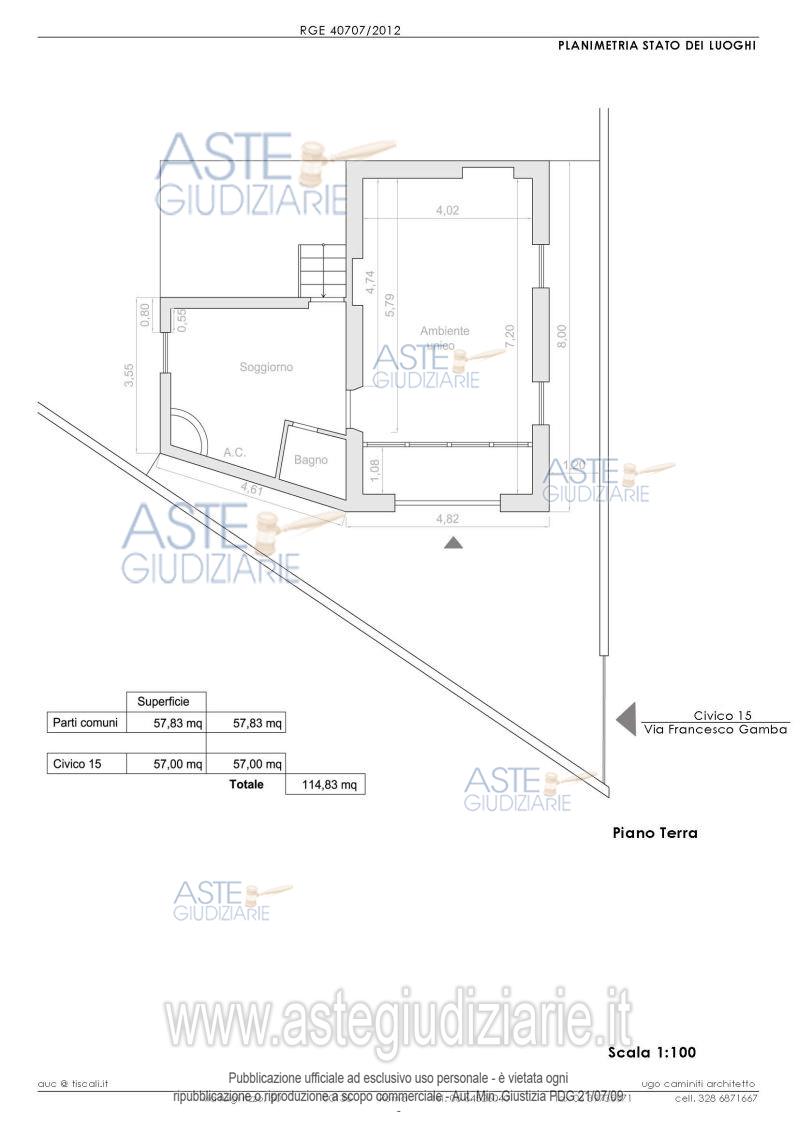 RGE 40707/2012
PLANIMETRIA STATO DEI LUOGHI
ASTE
GIUDIZIARIE
4,02
4,74
5,79
7,20
8,00
0,80
0,55
3,55
Soggiorno
Ambiente
unico
ASTE
GIUDIZIARIE
A.C.
Bagno
1,08
1,20
ASTE
GIUDIZIARIE
4,61
4,82
ASTE
GIUDIZIARIE
Superficie
Parti comuni 57,83 mq 57,83 mq
Civico 15 57,00 mq 57,00 mq
Totale 114,83 mq
Civico 15
Via Francesco Gamba
ASTE
GIUDIZIARIE
Piano Terra
ASTE
GIUDIZIARIE
www.astegiudiziarie.it
Scala 1:100
auc @ tiscali.it
Pubblicazione ufficiale ad esclusivo uso personale - è vietata ogni
ugo caminiti architetto
ripubblicazione o riproduzione a scopo commerciale - Aut. Min. Giustizia PDG 21/07/09
cell. 328 6871667